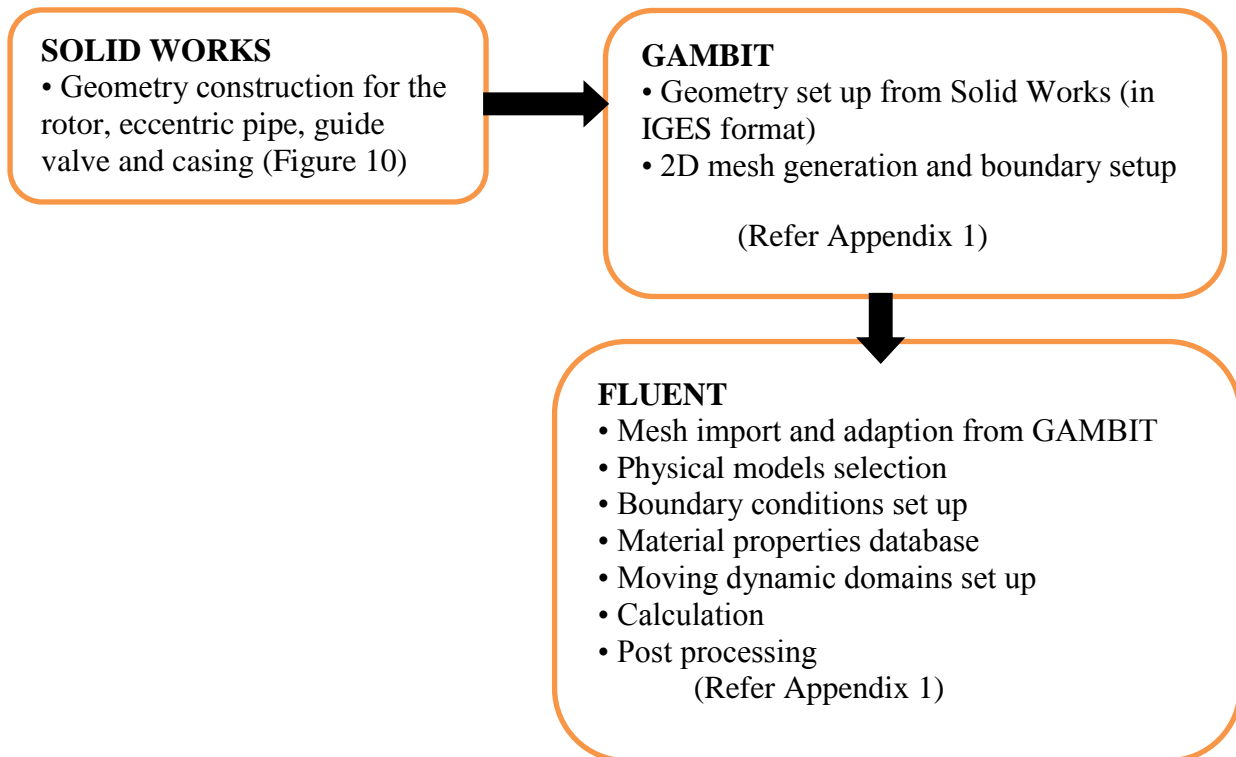 SOLID WORKS
• Geometry construction for the
rotor, eccentric pipe, guide
valve and casing (Figure 10)
GAMBIT
• Geometry set up from Solid Works (in
IGES format)
• 2D mesh generation and boundary setup
(Refer Appendix 1)
FLUENT
• Mesh import and adaption from GAMBIT
• Physical models selection
• Boundary conditions set up
• Material properties database
• Moving dynamic domains set up
• Calculation
• Post processing
(Refer Appendix 1)